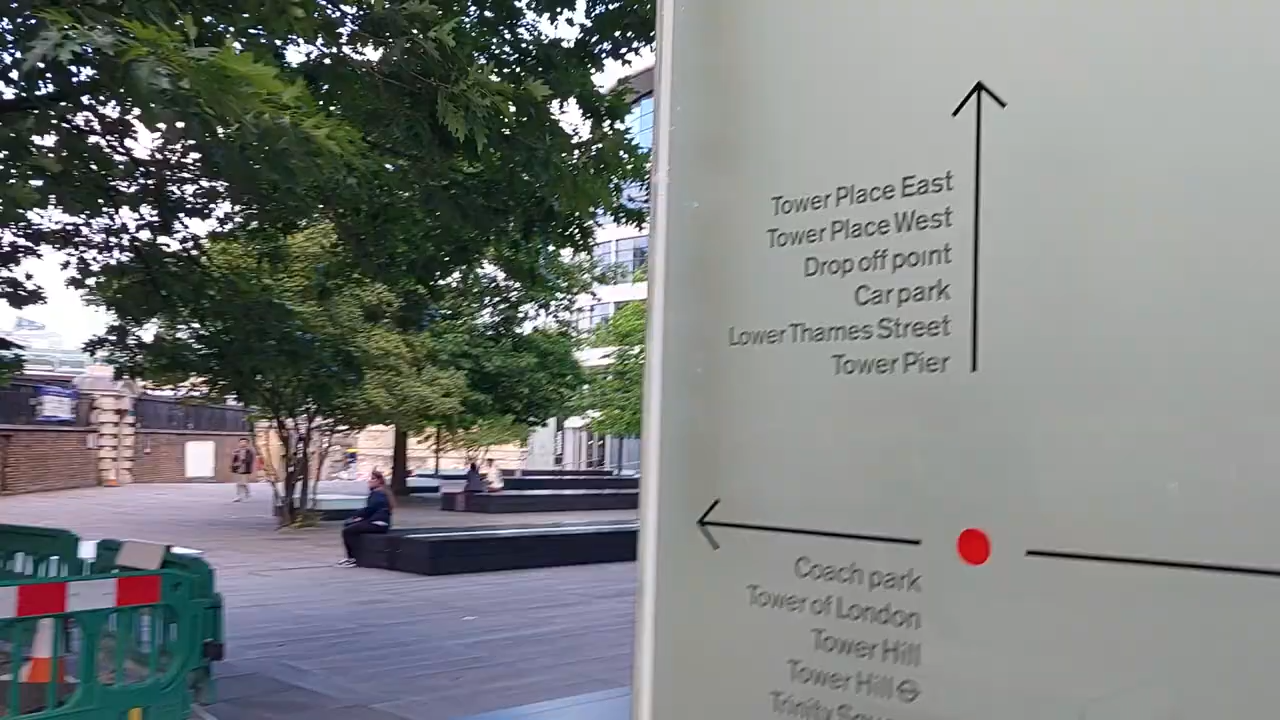 Tower Place East
Tower Place West
Drop off point
Car park
Lower Thames Street
Tower Pier
Coach park
Tower of London
Tower Hill
Tower Hill
Trinity